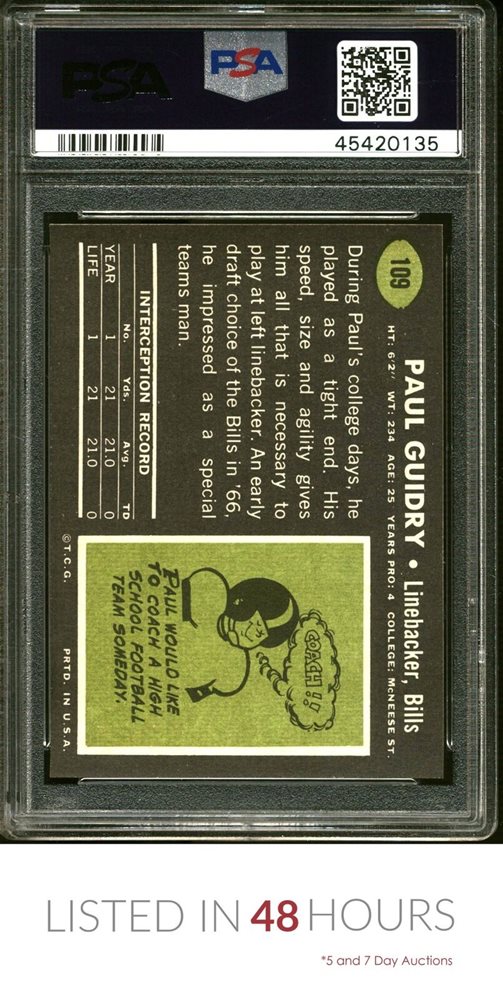 PSA
PSA
45420135
109
PAUL GUIDRY • Linebacker, Bills
HT: 6'2" WT: 234 AGE: 25 YEARS PRO: 4 COLLEGE: McNEESE ST.
During Paul's college days, he
played as a tight end. His
speed, size and agility gives
him all that is necessary to
play at left linebacker. An early
draft choice of the Bills in '66,
he impressed as a special
teams man.
INTERCEPTION RECORD
No. Yds. Avg. TD
YEAR 1 21 21.0 0
LIFE 1 21 21.0 0
COACH!!
PAUL WOULD LIKE
TO COACH A HIGH
SCHOOL FOOTBALL
TEAM SOMEDAY.
©T.C.G. PRTD. IN U.S.A.
LISTED IN 48 HOURS
*5 and 7 Day Auctions